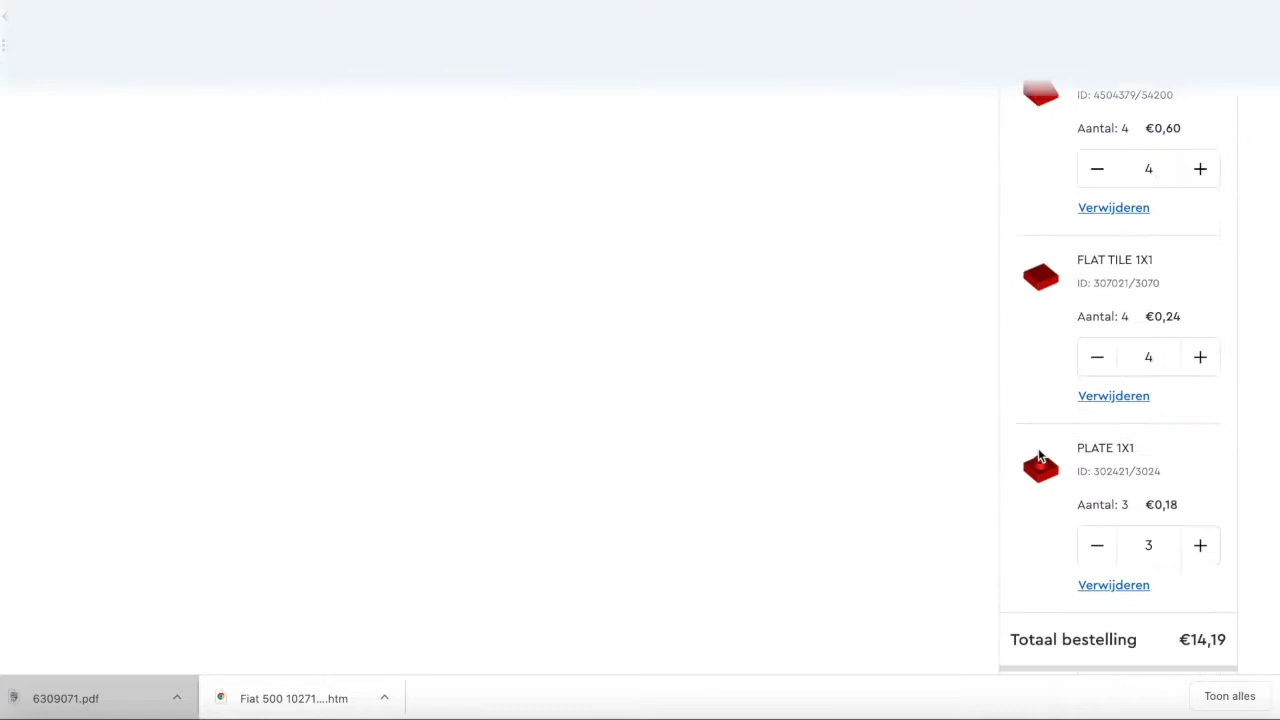 ID: 4504379/54200
Aantal: 4 €0,60
4
Verwijderen
FLAT TILE 1X1
ID: 307021/3070
Aantal: 4 €0,24
4
Verwijderen
PLATE 1X1
ID: 302421/3024
Aantal: 3 €0,18
3
Verwijderen
Totaal bestelling €14,19
6309071.pdf
Fiat 500 10271....htm
Toon alles